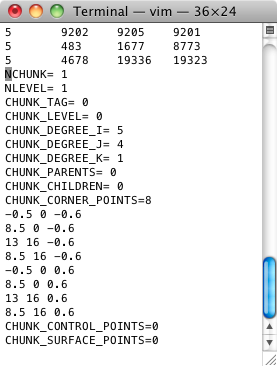 Terminal — vim — 36×24
5 9202 9205 9201
5 483 1677 8773
5 4678 19336 19323
NCHUNK= 1
NLEVEL= 1
CHUNK_TAG= 0
CHUNK_LEVEL= 0
CHUNK_DEGREE_I= 5
CHUNK_DEGREE_J= 4
CHUNK_DEGREE_K= 1
CHUNK_PARENTS= 0
CHUNK_CHILDREN= 0
CHUNK_CORNER_POINTS=8
-0.5 0 -0.6
8.5 0 -0.6
13 16 -0.6
8.5 16 -0.6
-0.5 0 0.6
8.5 0 0.6
13 16 0.6
8.5 16 0.6
CHUNK_CONTROL_POINTS=0
CHUNK_SURFACE_POINTS=0